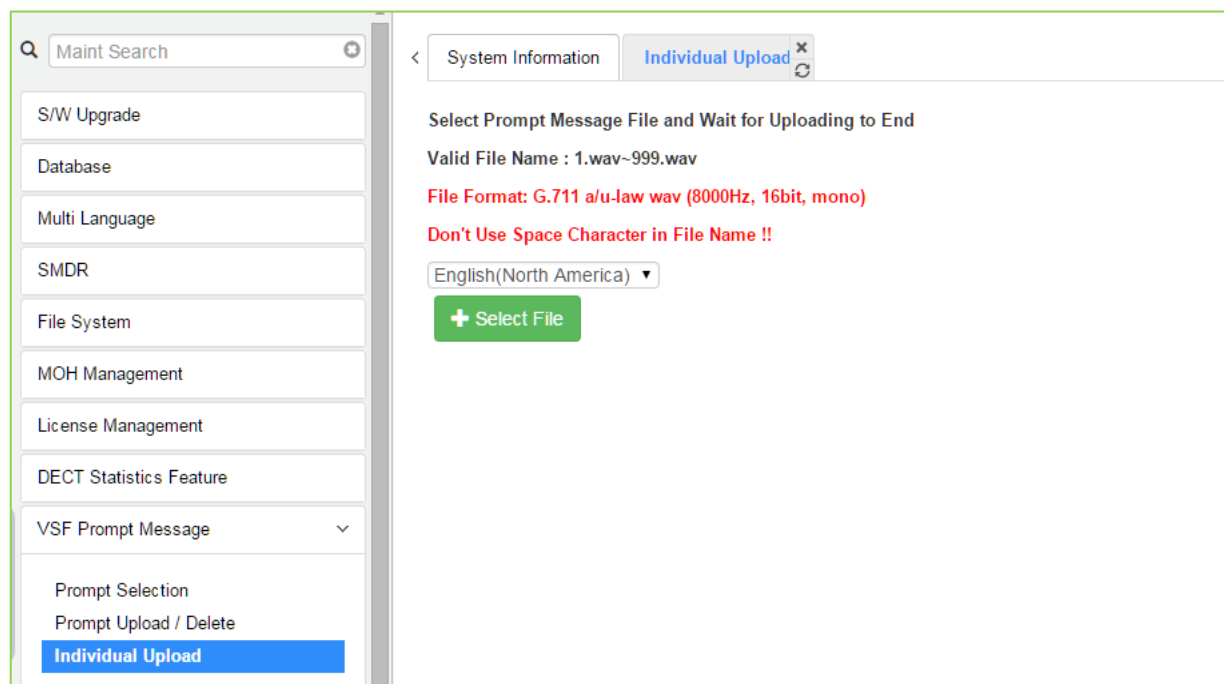 Maint Search
S/W Upgrade
Database
Multi Language
SMDR
File System
MOH Management
License Management
DECT Statistics Feature
VSF Prompt Message
Prompt Selection
Prompt Upload / Delete
Individual Upload
System Information
Individual Upload
Select Prompt Message File and Wait for Uploading to End
Valid File Name : 1.wav~999.wav
File Format: G.711 a/u-law wav (8000Hz, 16bit, mono)
Don't Use Space Character in File Name !!
English(North America)
Select File